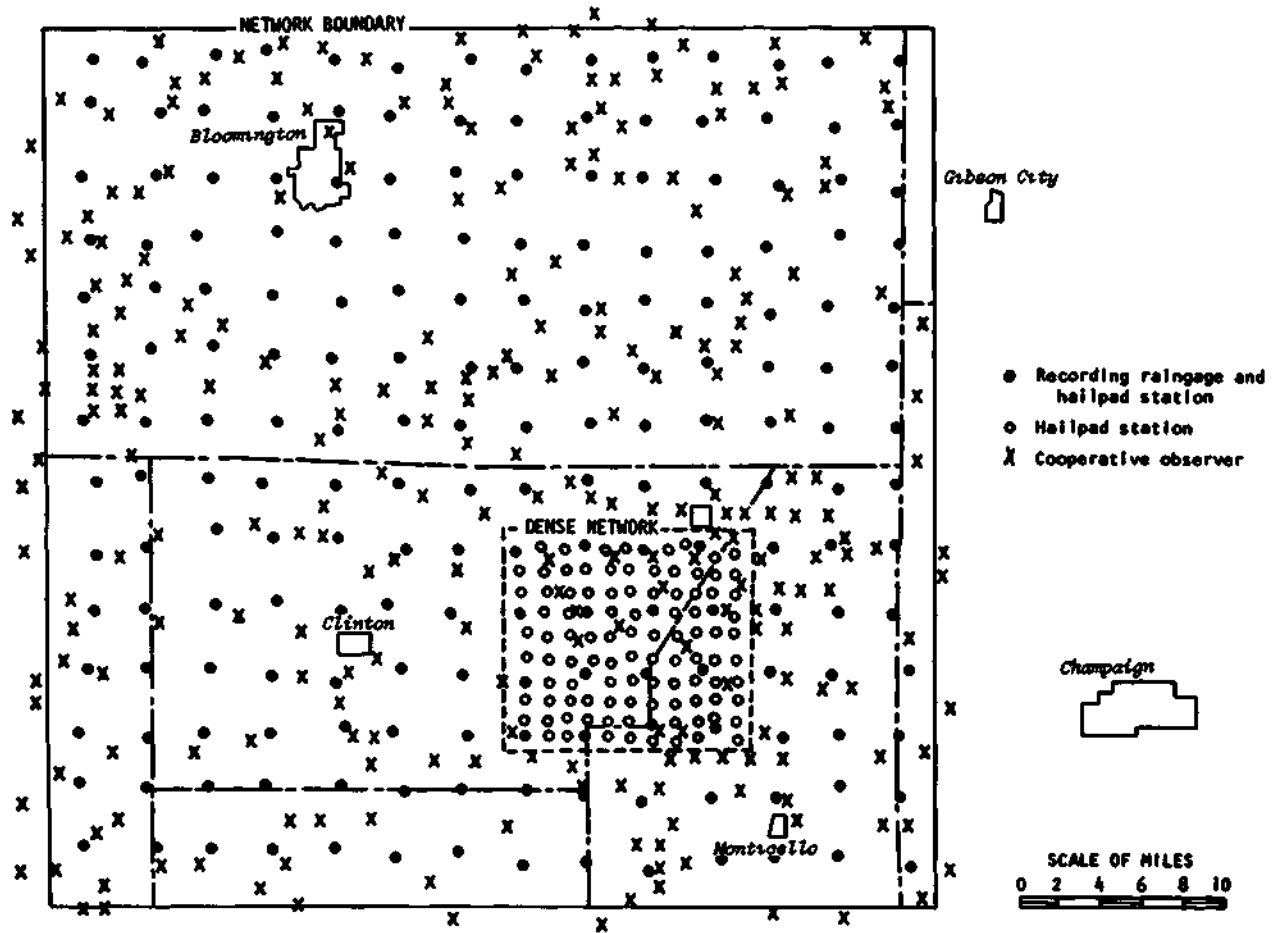 NETWORK BOUNDARY
Bloomington
Gibson City
Recording raingage and
hailpad station
Hailpad station
Cooperative observer
DENSE NETWORK
Clinton
Champaign
Monticello
SCALE OF MILES
0 2 4 6 8 10